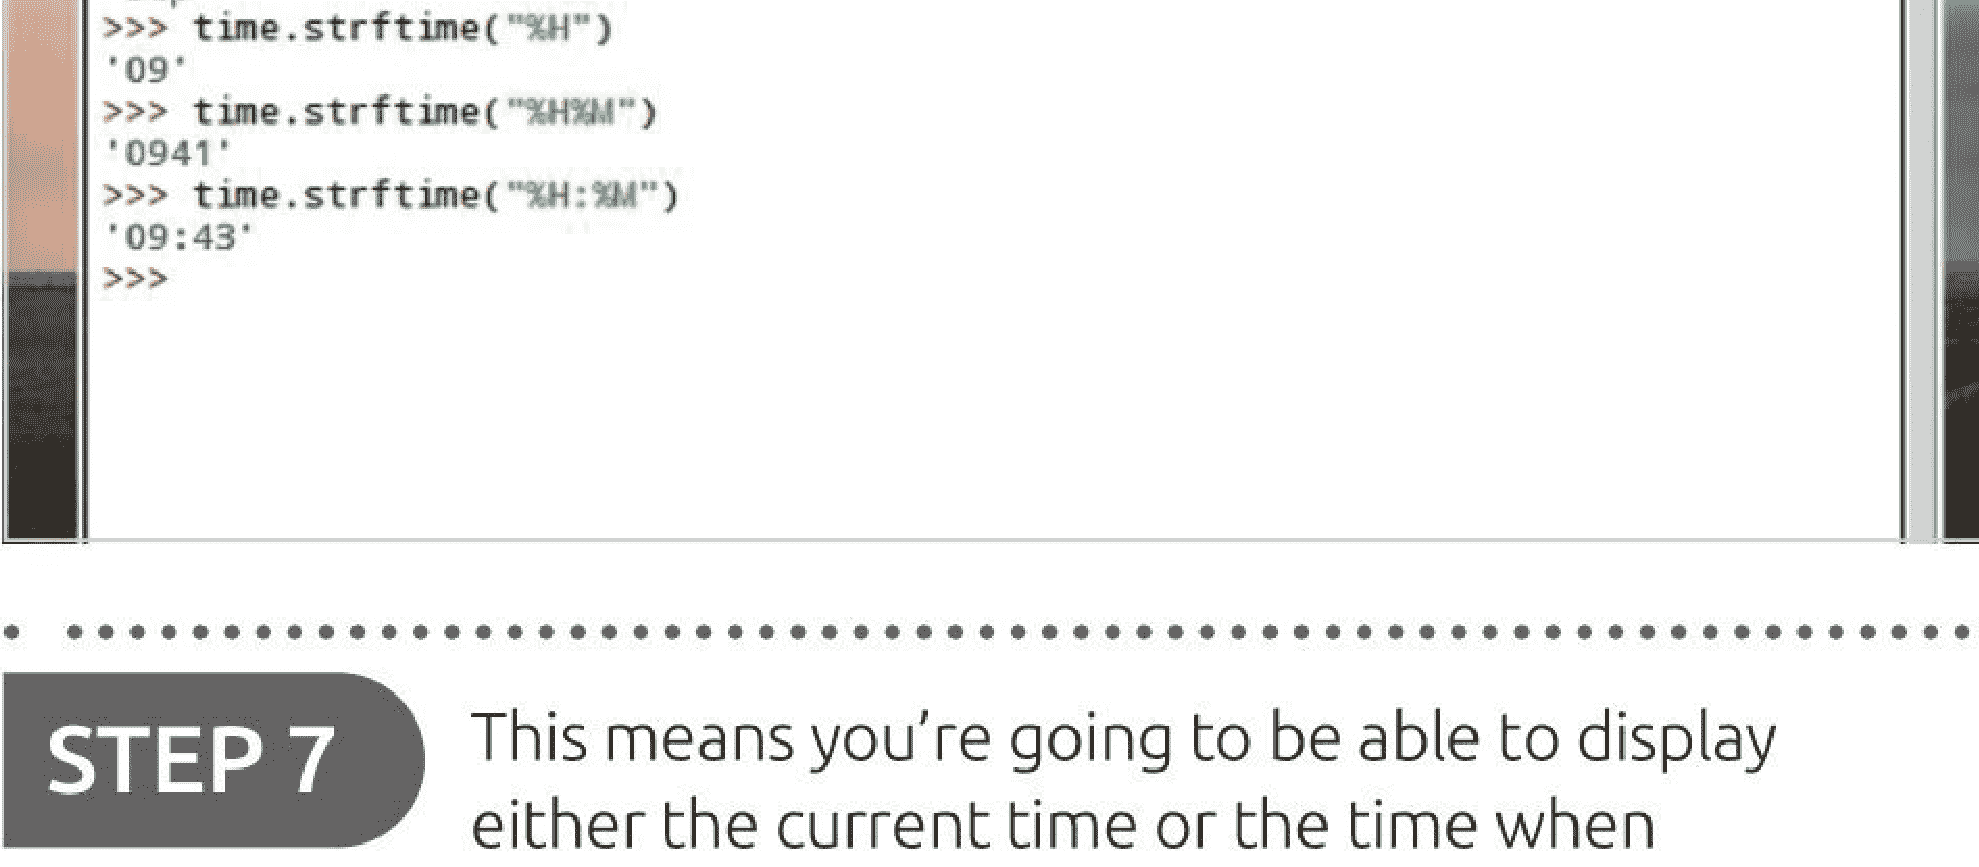 >>> time.strftime("%H")
'09'
>>> time.strftime("%H%M")
'0941'
>>> time.strftime("%H:%M")
'09:43'
>>>
STEP 7
This means you’re going to be able to display
either the current time or the time when